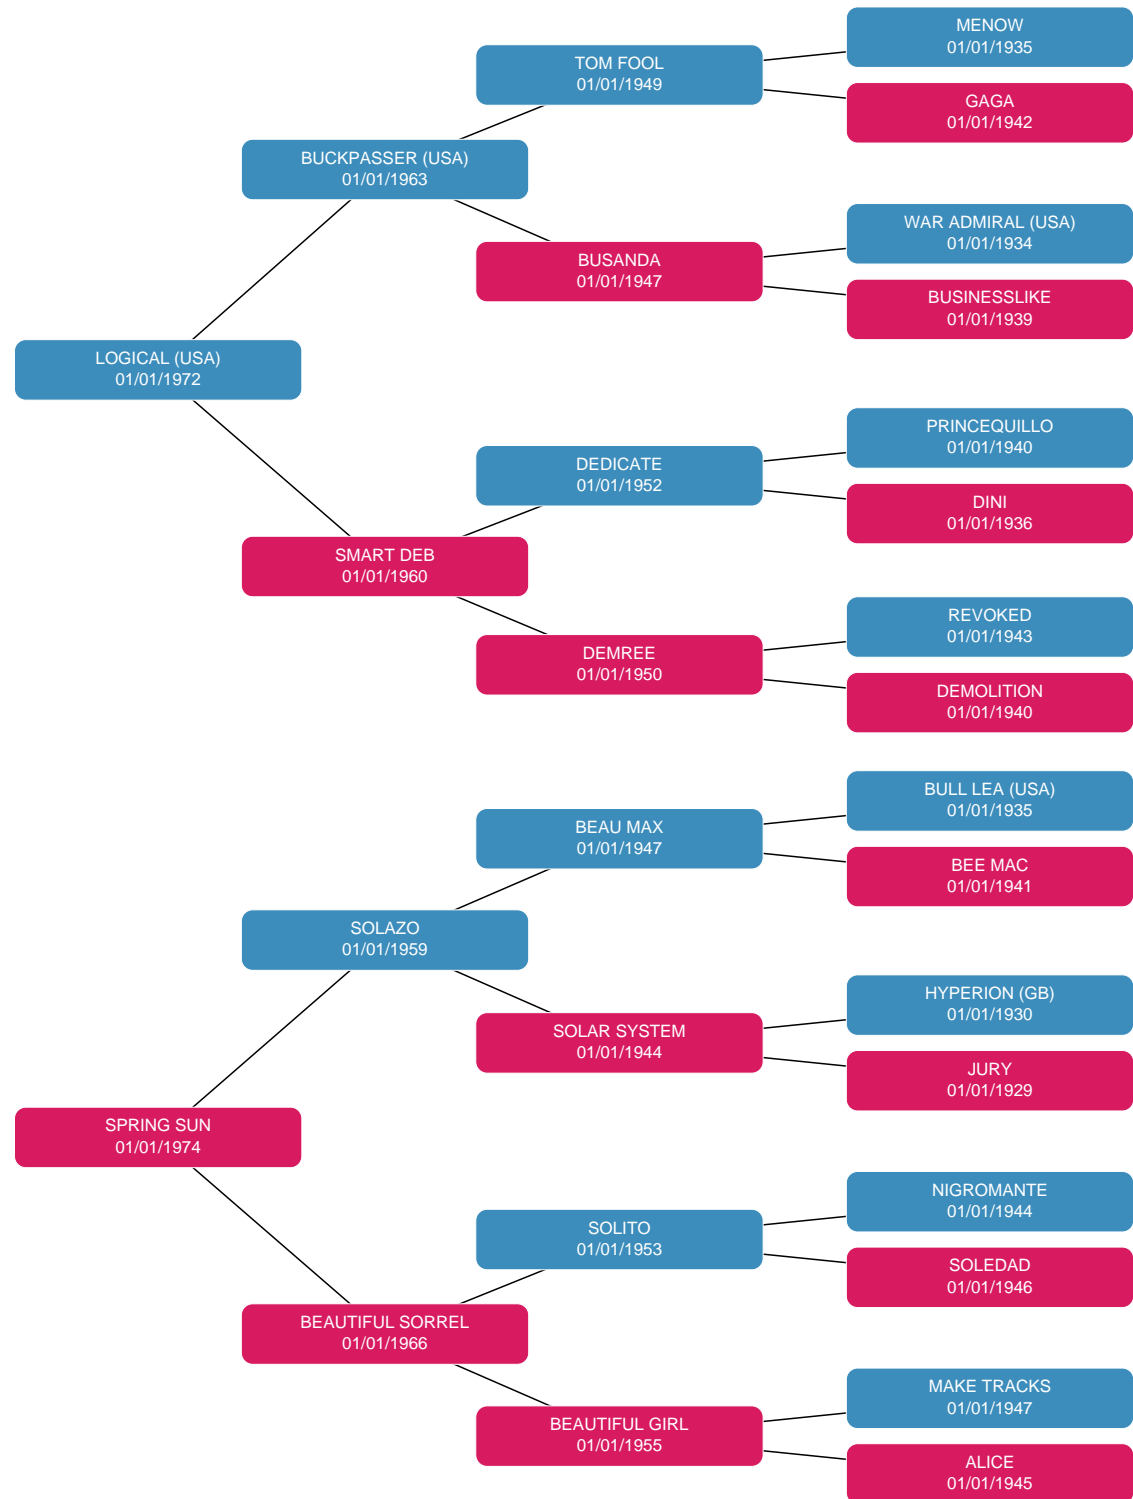 MENOW
01/01/1935
TOM FOOL
01/01/1949
GAGA
01/01/1942
BUCKPASSER (USA)
01/01/1963
WAR ADMIRAL (USA)
01/01/1934
BUSANDA
01/01/1947
BUSINESSLIKE
01/01/1939
LOGICAL (USA)
01/01/1972
PRINCEQUILLO
01/01/1940
DEDICATE
01/01/1952
DINI
01/01/1936
SMART DEB
01/01/1960
REVOKED
01/01/1943
DEMREE
01/01/1950
DEMOLITION
01/01/1940
BULL LEA (USA)
01/01/1935
BEAU MAX
01/01/1947
BEE MAC
01/01/1941
SOLAZO
01/01/1959
HYPERION (GB)
01/01/1930
SOLAR SYSTEM
01/01/1944
JURY
01/01/1929
SPRING SUN
01/01/1974
NIGROMANTE
01/01/1944
SOLITO
01/01/1953
SOLEDAD
01/01/1946
BEAUTIFUL SORREL
01/01/1966
MAKE TRACKS
01/01/1947
BEAUTIFUL GIRL
01/01/1955
ALICE
01/01/1945